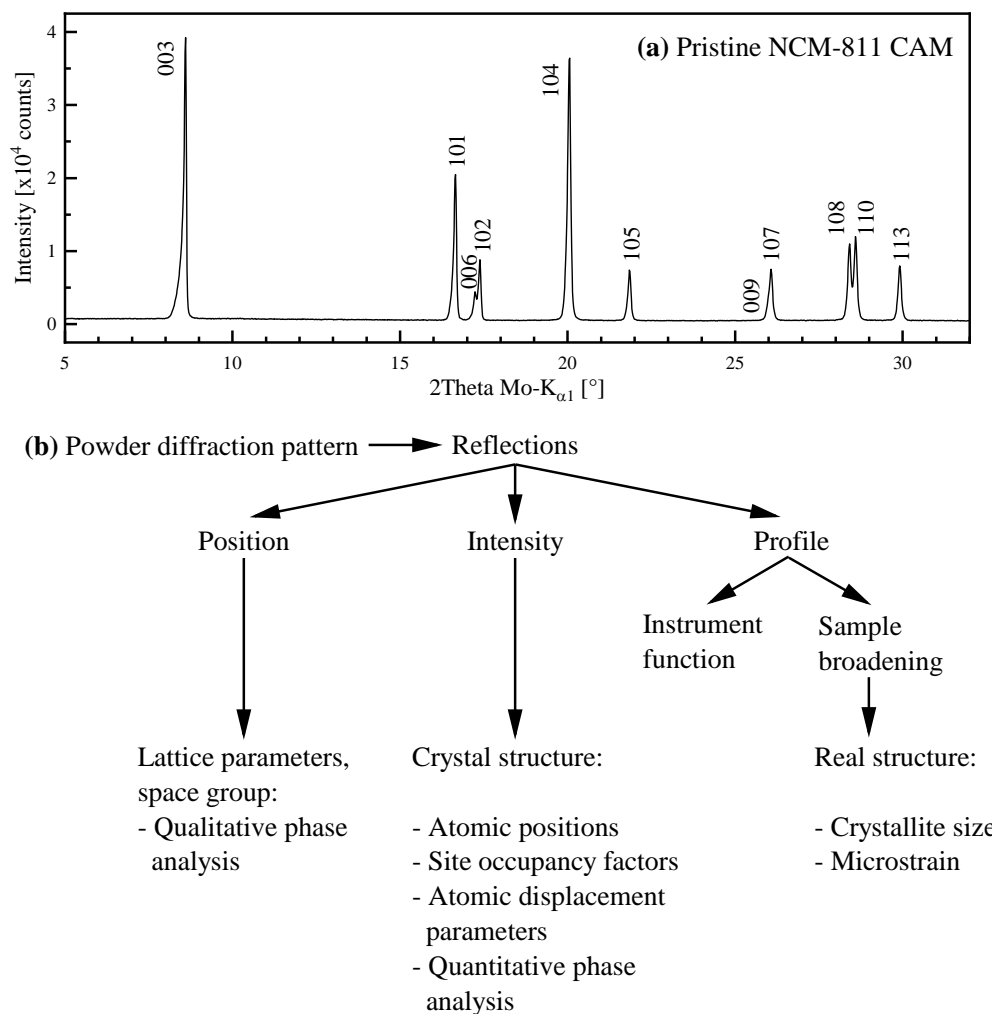 (a) Pristine NCM-811 CAM
Intensity [x10⁴ counts]
4
3
2
1
0
003
101
006
102
104
105
009
107
108
110
113
5 10 15 20 25 30
2Theta Mo-Kα1 [°]
(b) Powder diffraction pattern Reflections
Position Intensity Profile
Instrument
function
Sample
broadening
Lattice parameters,
space group:
- Qualitative phase
analysis
Crystal structure:
- Atomic positions
- Site occupancy factors
- Atomic displacement
parameters
- Quantitative phase
analysis
Real structure:
- Crystallite size
- Microstrain